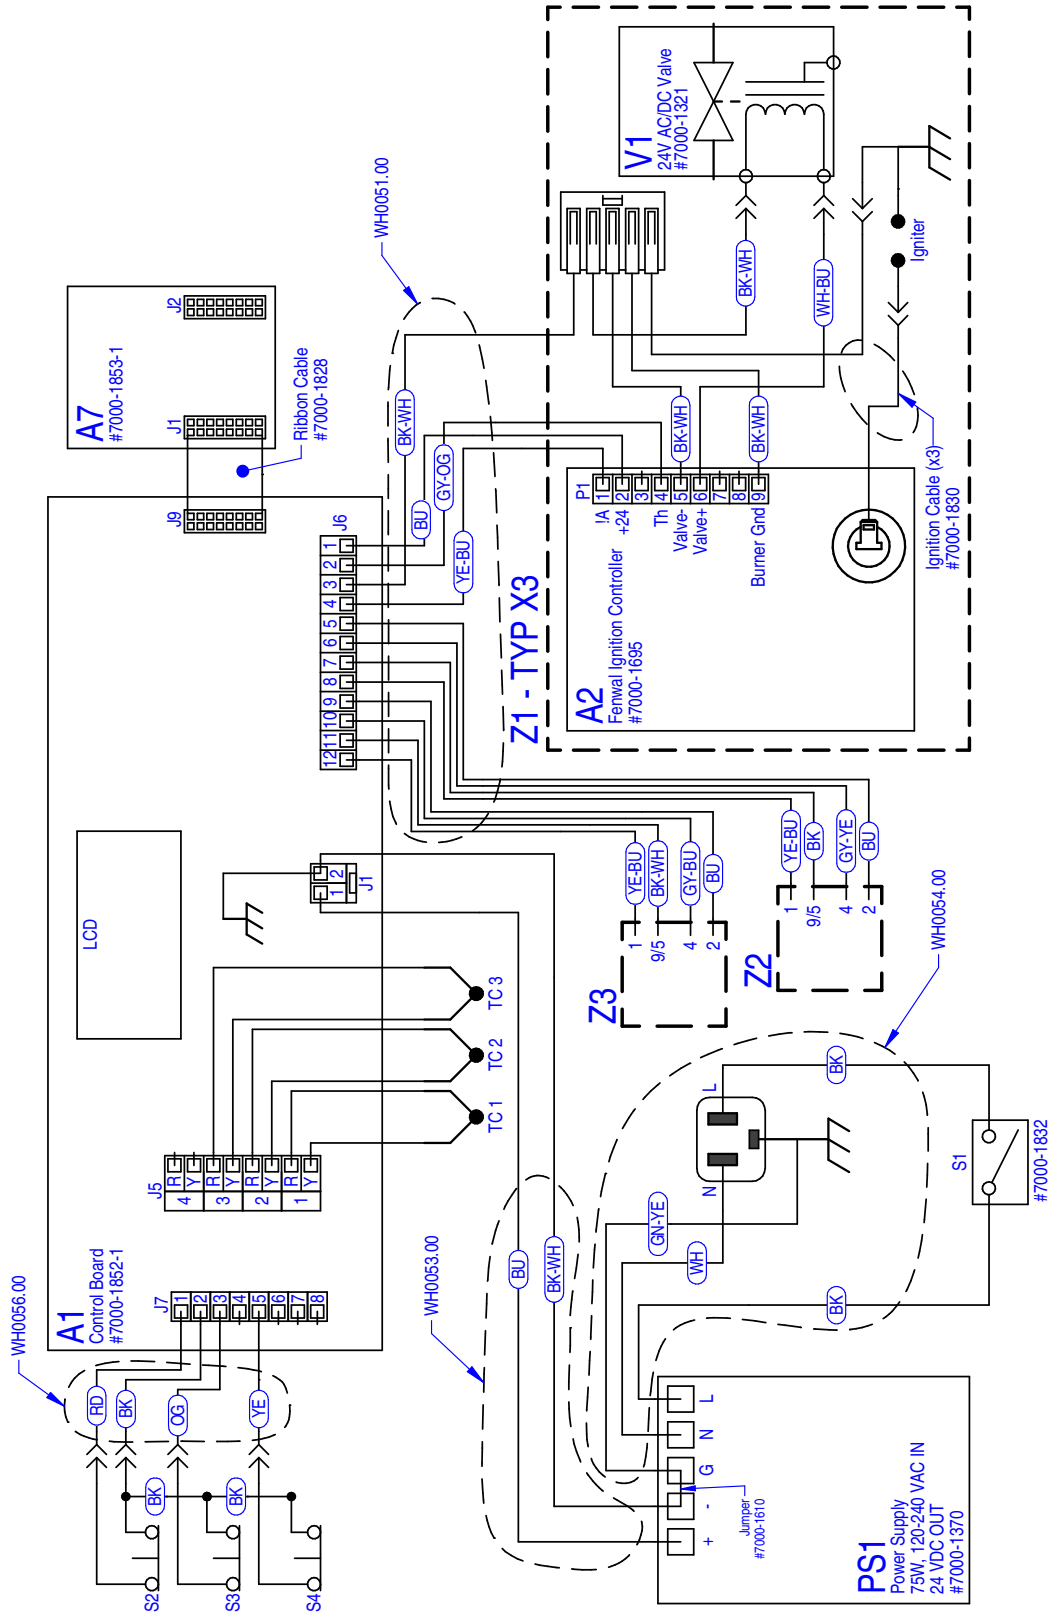 WH0056.00
A1
Control Board
#7000-1852-1
LCD
J7
1
2
3
4
5
6
7
8
RD
BK
OG
YE
BK
BK
S2
S3
S4
J5
R
Y
R
Y
R
Y
R
Y
4
3
2
1
TC 1
TC 2
TC 3
J1
1
2
J9
J6
1
2
3
4
5
6
7
8
9
10
11
12
A7
#7000-1853-1
J1
J2
Ribbon Cable
#7000-1828
WH0051.00
BK-WH
GY-OG
BU
YE-BU
Z1 - TYP X3
V1
24V AC/DC Valve
#7000-1321
BK-WH
WH-BU
Igniter
BK-WH
BK-WH
A2
Fenwal Ignition Controller
#7000-1695
P1
1
2
3
4
5
6
7
8
9
!A
+24
Th
Valve-
Valve+
Burner Gnd
Ignition Cable (x3)
#7000-1830
YE-BU
BK-WH
GY-BU
BU
1
9/5
4
2
Z3
YE-BU
BK
GY-YE
BU
1
9/5
4
2
Z2
WH0053.00
BU
BK-WH
WH0054.00
L
N
GN-YE
WH
BK
BK
S1
#7000-1832
L
N
G
-
+
Jumper
#7000-1610
PS1
Power Supply
75W, 120-240 VAC IN
24 VDC OUT
#7000-1370